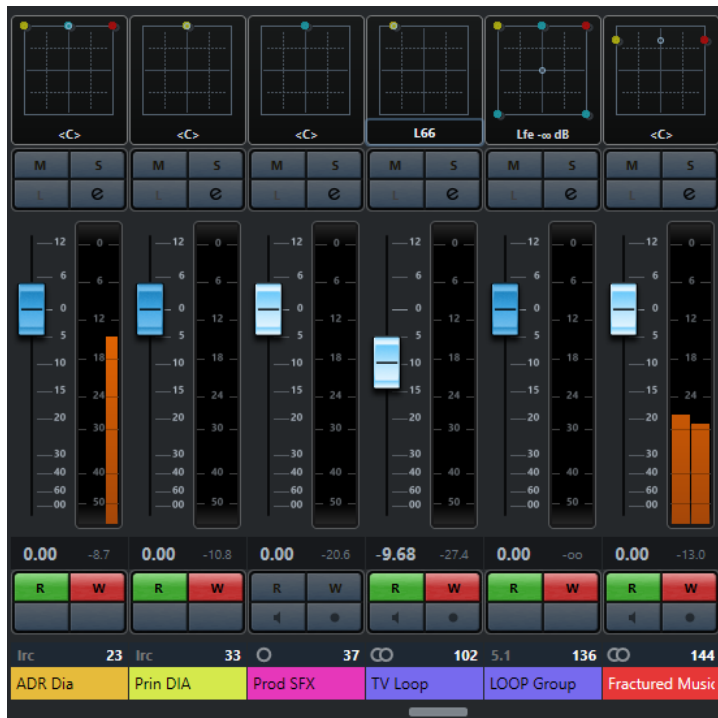 <C> <C> <C> L66 Lfe -∞ dB <C>
M S M S M S M S M S M S
L e L e L e L e L e L e
12 0 12 0 12 0 12 0 12 0 12 0
6 6 6 6 6 6 6 6 6 6 6 6
0 12 0 12 0 12 0 12 0 12 0 12
5 5 5 5 5 5
10 18 10 18 10 18 10 18 10 18 10 18
15 24 15 24 15 24 15 24 15 24 15 24
20 30 20 30 20 30 20 30 20 30 20 30
30 30 30 30 30 30
40 40 40 40 40 40 40 40 40 40 40 40
60 60 60 60 60 60
00 50 00 50 00 50 00 50 00 50 00 50
0.00 -8.7 0.00 -10.8 0.00 -20.6 -9.68 -27.4 0.00 -∞ 0.00 -13.0
R W R W R W R W R W R W
lrc 23 lrc 33 37 102 5.1 136 144
ADR Dia Prin DIA Prod SFX TV Loop LOOP Group Fractured Music